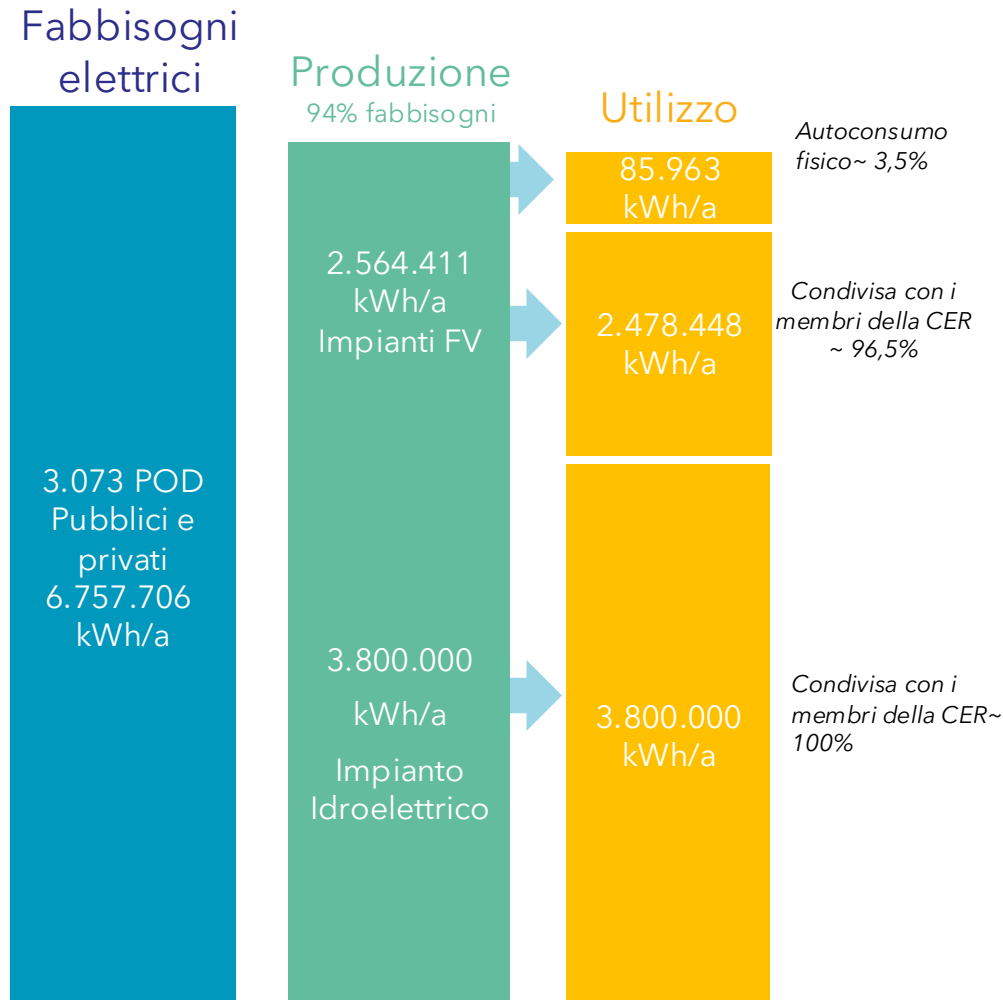 Fabbisogni
elettrici
3.073 POD
Pubblici e
privati
6.757.706
kWh/a
Produzione
94% fabbisogni
2.564.411
kWh/a
Impianti FV
3.800.000
kWh/a
Impianto
Idroelettrico
Utilizzo
85.963
kWh/a
2.478.448
kWh/a
3.800.000
kWh/a
Autoconsumo
fisico~ 3,5%
Condivisa con i
membri della CER
~ 96,5%
Condivisa con i
membri della CER~
100%